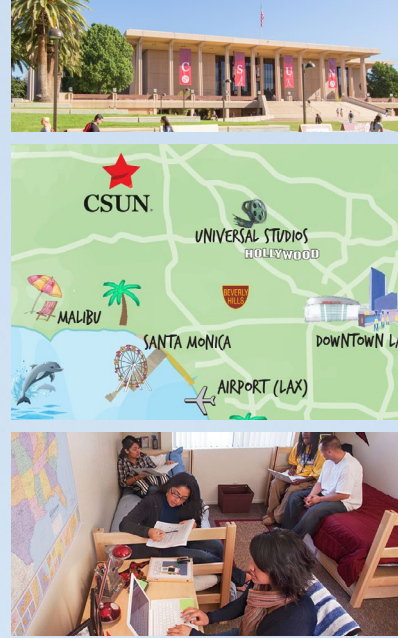 C S U N
CSUN
UNIVERSAL STUDIOS
HOLLYWOOD
BEVERLY
HILLS
MALIBU
SANTA MONICA
DOWNTOWN LA
AIRPORT (LAX)